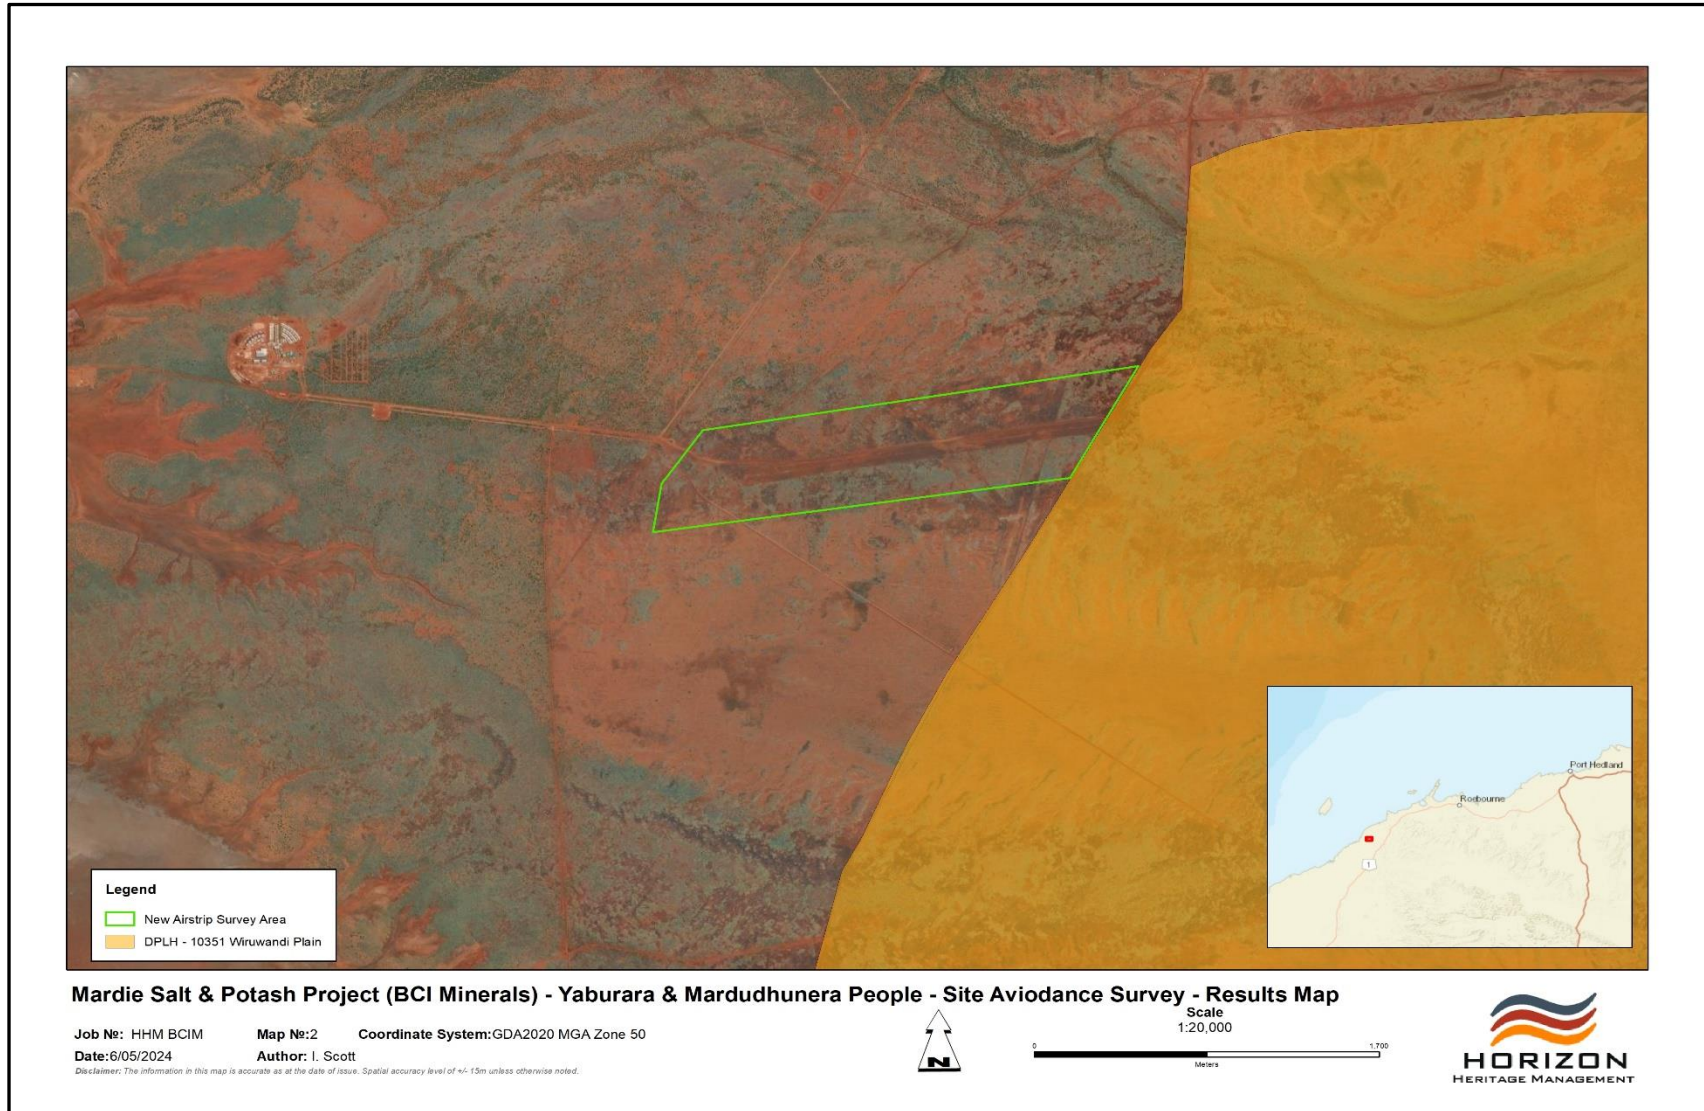 Port Hedland
Roebourne
1
Legend
New Airstrip Survey Area
DPLH - 10351 Wiruwandi Plain
Mardie Salt & Potash Project (BCI Minerals) - Yaburara & Mardudhunera People - Site Aviodance Survey - Results Map
Job №: HHM BCIM Map №:2 Coordinate System:GDA2020 MGA Zone 50
Date:6/05/2024 Author: I. Scott
Disclaimer: The information in this map is accurate as at the date of issue. Spatial accuracy level of +/- 15m unless otherwise noted.
N
Scale
1:20,000
0 1,700
Meters
HORIZON
HERITAGE MANAGEMENT